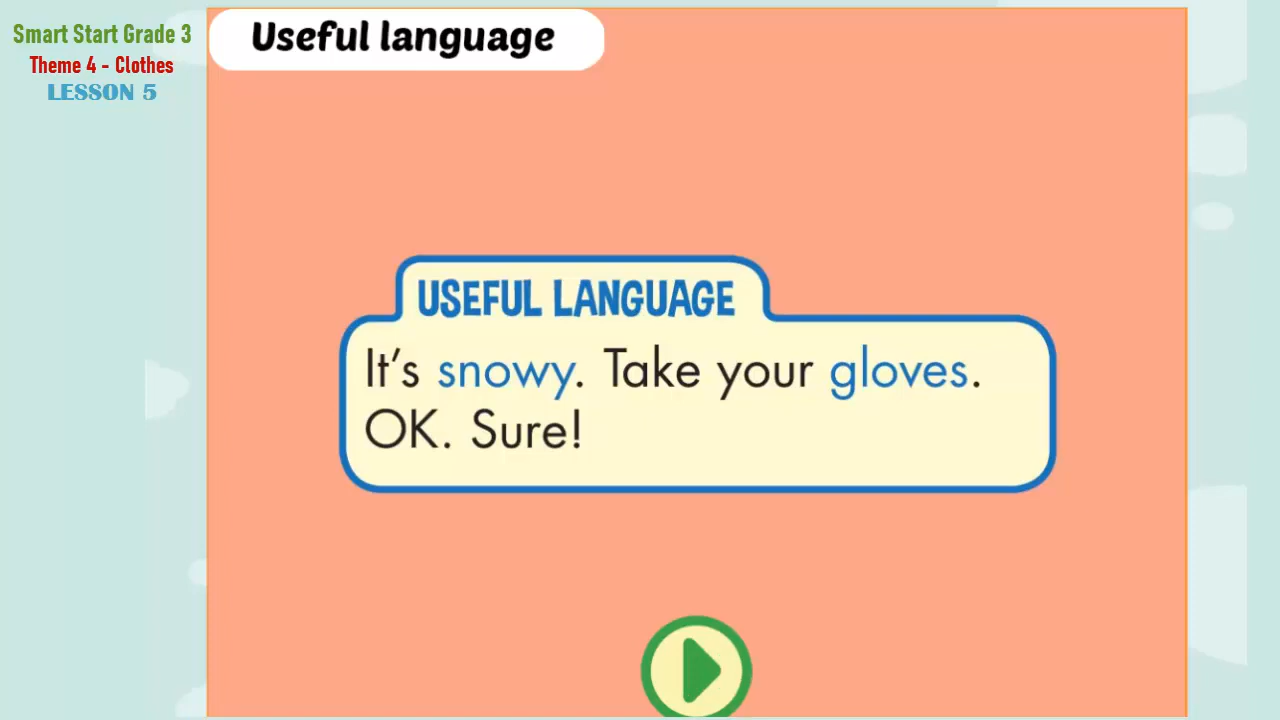 Smart Start Grade 3
Theme 4 - Clothes
LESSON 5
Useful language
USEFUL LANGUAGE
It's snowy. Take your gloves.
OK. Sure!